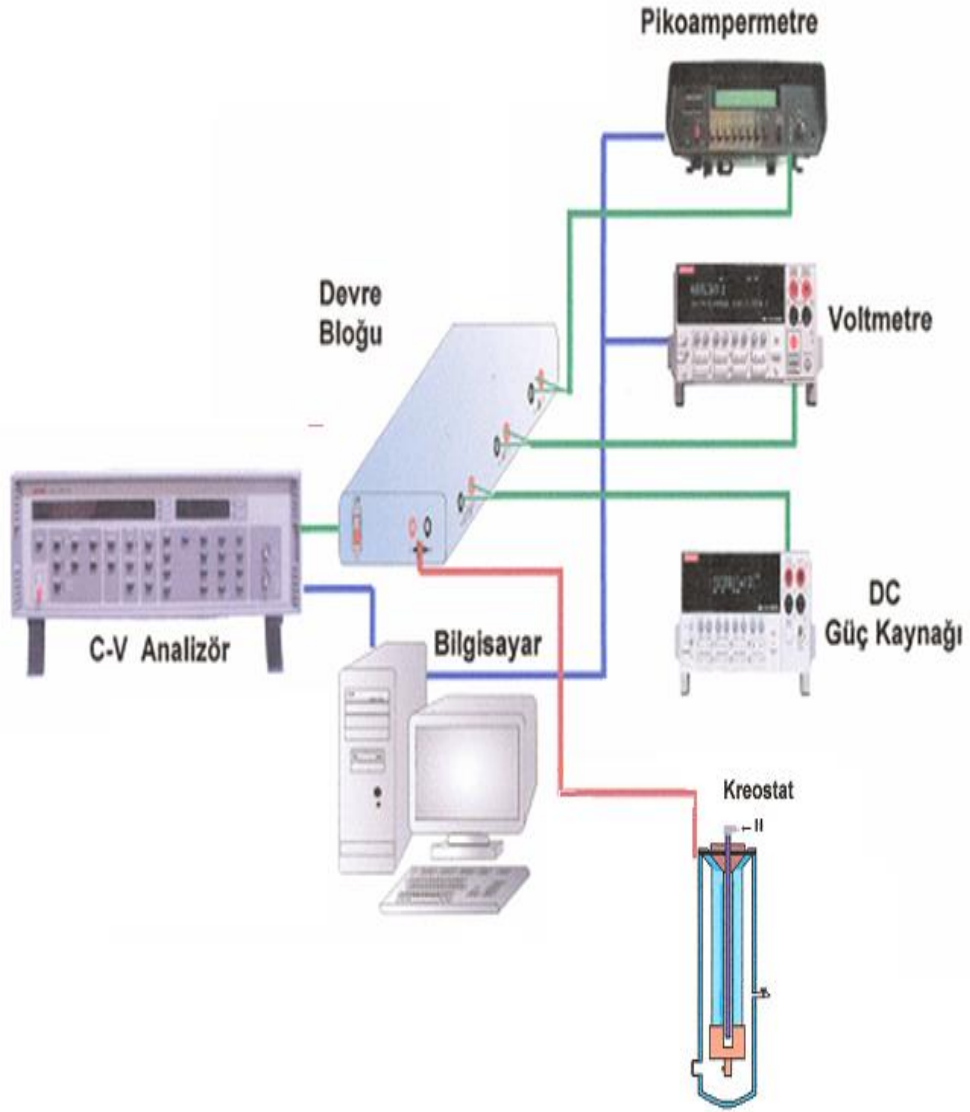 Pikoampermetre
Devre
Bloğu
Voltmetre
C-V Analizör
Bilgisayar
DC
Güç Kaynağı
Kreostat